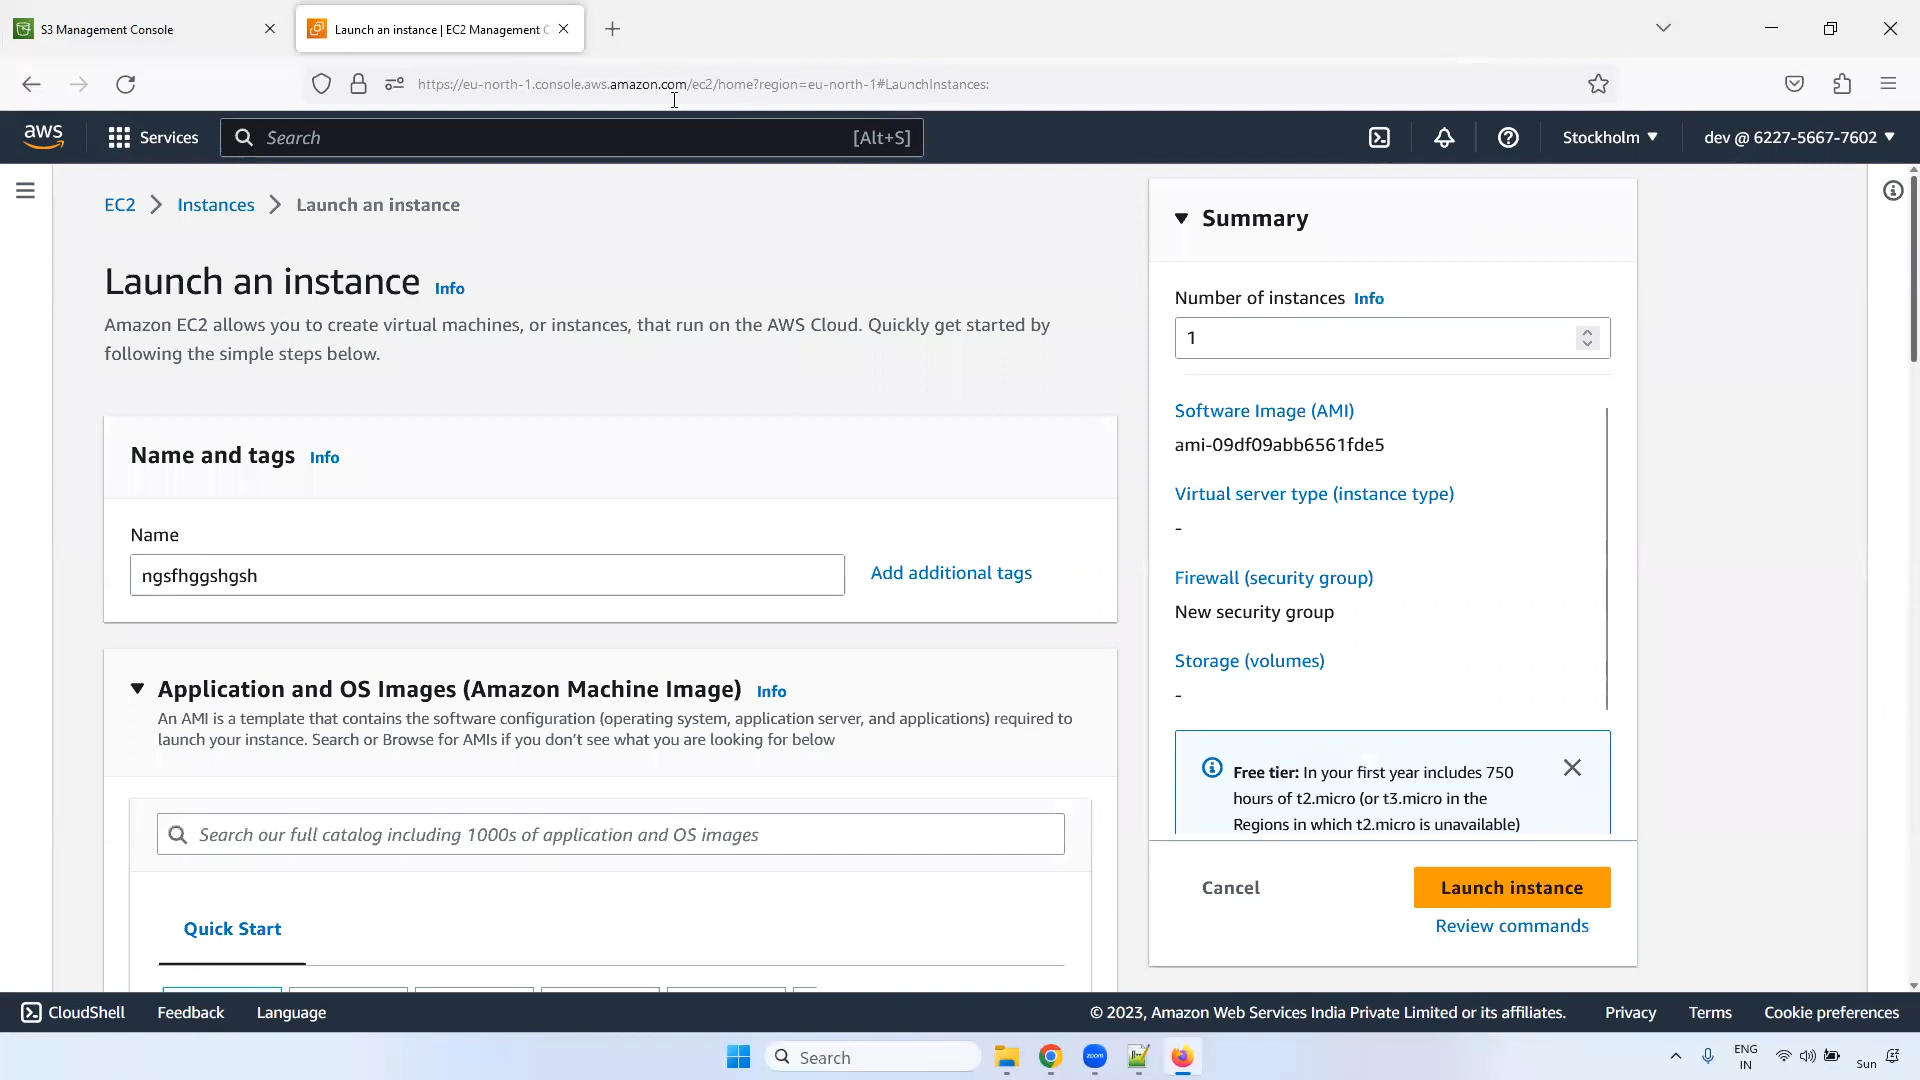 S3 Management Console
Launch an instance | EC2 Management C
https://eu-north-1.console.aws.amazon.com/ec2/home?region=eu-north-1#LaunchInstances:
aws
Services
Search
[Alt+S]
Stockholm
dev @ 6227-5667-7602
EC2
Instances
Launch an instance
Launch an instance Info
Amazon EC2 allows you to create virtual machines, or instances, that run on the AWS Cloud. Quickly get started by
following the simple steps below.
Name and tags Info
Name
ngsfhggshgsh
Add additional tags
Application and OS Images (Amazon Machine Image) Info
An AMI is a template that contains the software configuration (operating system, application server, and applications) required to
launch your instance. Search or Browse for AMIs if you don't see what you are looking for below
Search our full catalog including 1000s of application and OS images
Quick Start
Summary
Number of instances Info
1
Software Image (AMI)
ami-09df09abb6561fde5
Virtual server type (instance type)
-
Firewall (security group)
New security group
Storage (volumes)
-
Free tier: In your first year includes 750
hours of t2.micro (or t3.micro in the
Regions in which t2.micro is unavailable)
Cancel
Launch instance
Review commands
CloudShell
Feedback
Language
© 2023, Amazon Web Services India Private Limited or its affiliates.
Privacy
Terms
Cookie preferences
Search
zoom
ENG
IN
Sun